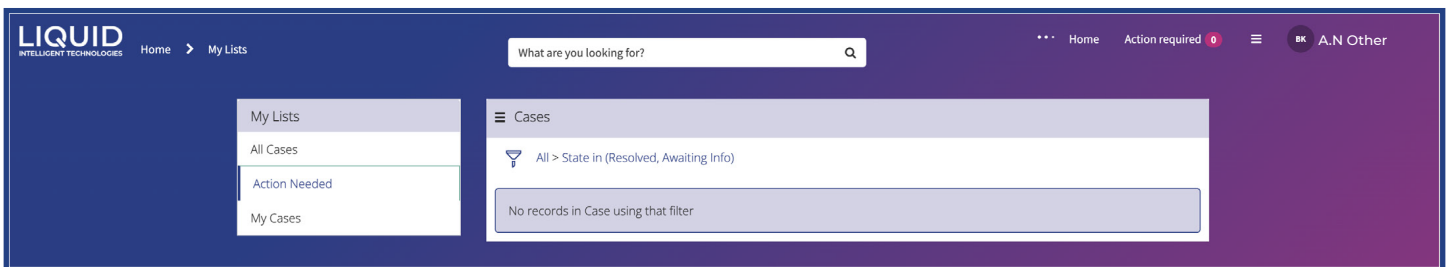 LIQUID
INTELLIGENT TECHNOLOGIES
Home > My Lists
What are you looking for?
··· Home Action required 0 ☰ BK A.N Other
My Lists
All Cases
Action Needed
My Cases
☰ Cases
All > State in (Resolved, Awaiting Info)
No records in Case using that filter